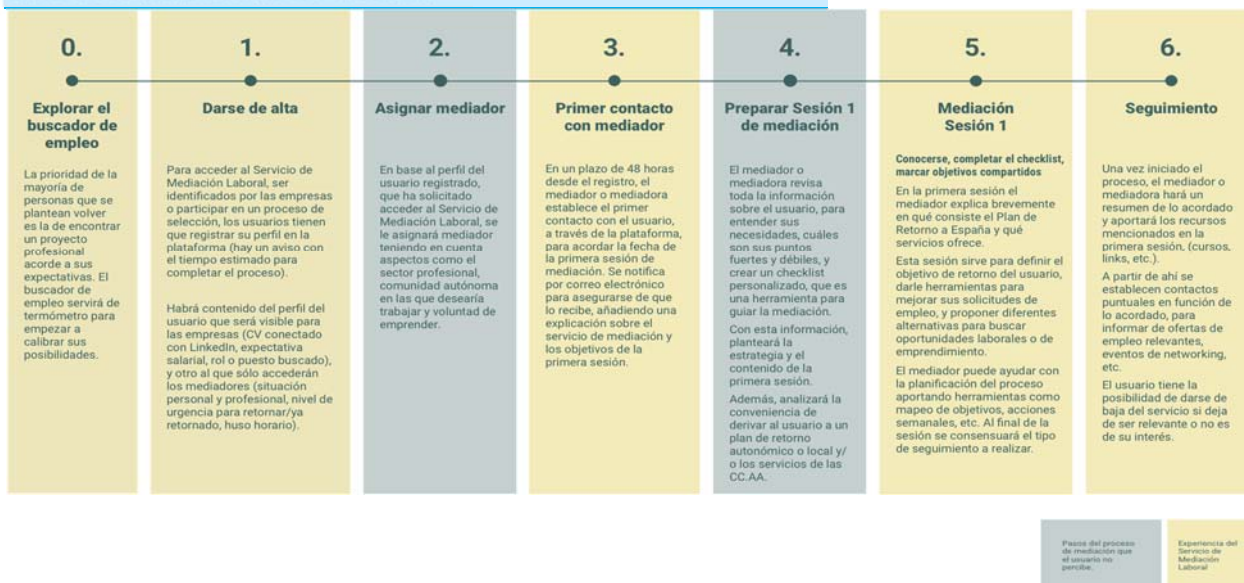 0.
Explorar el
buscador de
empleo
La prioridad de la
mayoría de
personas que se
plantean volver
es la de encontrar
un proyecto
profesional
acorde a sus
expectativas. El
buscador de
empleo servirá de
termómetro para
empezar a
calibrar sus
posibilidades.
1.
Darse de alta
Para acceder al Servicio de
Mediación Laboral, ser
identificados por las empresas
o participar en un proceso de
selección, los usuarios tienen
que registrar su perfil en la
plataforma (hay un aviso con
el tiempo estimado para
completar el proceso).
Habrá contenido del perfil del
usuario que será visible para
las empresas (CV conectado
con LinkedIn, expectativa
salarial, rol o puesto buscado),
y otro al que sólo accederán
los mediadores (situación
personal y profesional, nivel de
urgencia para retornar/ya
retornado, huso horario).
2.
Asignar mediador
En base al perfil del
usuario registrado,
que ha solicitado
acceder al Servicio de
Mediación Laboral, se
le asignará mediador
teniendo en cuenta
aspectos como el
sector profesional,
comunidad autónoma
en las que desearía
trabajar y voluntad de
emprender.
3.
Primer contacto
con mediador
En un plazo de 48 horas
desde el registro, el
mediador o mediadora
establece el primer
contacto con el usuario,
a través de la plataforma,
para acordar la fecha de
la primera sesión de
mediación. Se notifica
por correo electrónico
para asegurarse de que
lo recibe, añadiendo una
explicación sobre el
servicio de mediación y
los objetivos de la
primera sesión.
4.
Preparar Sesión 1
de mediación
El mediador o
mediadora revisa
toda la información
sobre el usuario, para
entender sus
necesidades, cuáles
son sus puntos
fuertes y débiles, y
crear un checklist
personalizado, que es
una herramienta para
guiar la mediación.
Con esta información,
planteará la
estrategia y el
contenido de la
primera sesión.
Además, analizará la
conveniencia de
derivar al usuario a un
plan de retorno
autonómico o local y/
o los servicios de las
CC.AA.
5.
Mediación
Sesión 1
Conocerse, completar el checklist,
marcar objetivos compartidos
En la primera sesión el
mediador explica brevemente
en qué consiste el Plan de
Retorno a España y qué
servicios ofrece.
Esta sesión sirve para definir el
objetivo de retorno del usuario,
darle herramientas para
mejorar sus solicitudes de
empleo, y proponer diferentes
alternativas para buscar
oportunidades laborales o de
emprendimiento.
El mediador puede ayudar con
la planificación del proceso
aportando herramientas como
mapeo de objetivos, acciones
semanales, etc. Al final de la
sesión se consensuará el tipo
de seguimiento a realizar.
6.
Seguimiento
Una vez iniciado el
proceso, el mediador o
mediadora hará un
resumen de lo acordado
y aportará los recursos
mencionados en la
primera sesión, (cursos,
links, etc.).
A partir de ahí se
establecen contactos
puntuales en función de
lo acordado, para
informar de ofertas de
empleo relevantes,
eventos de networking,
etc.
El usuario tiene la
posibilidad de darse de
baja del servicio si deja
de ser relevante o no es
de su interés.
Pasos del proceso
de mediación que
el usuario no
percibe.
Experiencia del
Servicio de
Mediación
Laboral